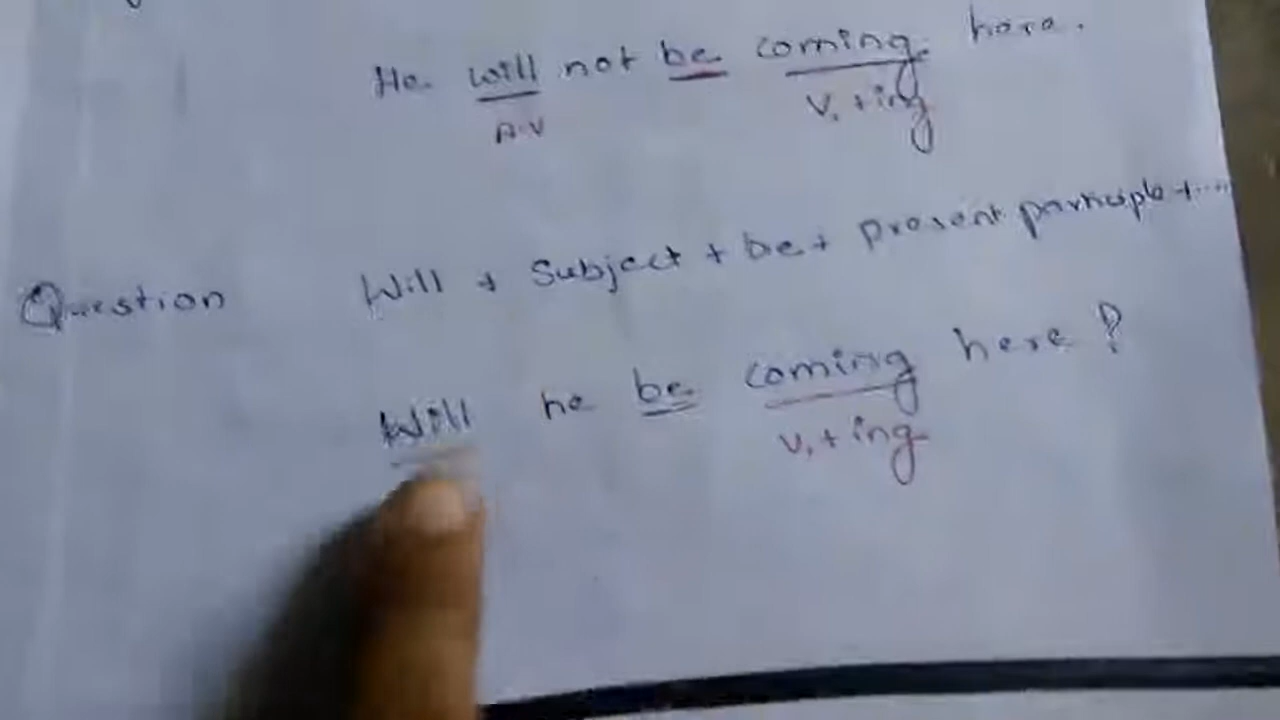 He will not be coming here.
A.V V₁ + ing
Question Will + Subject + be + present participle + ....
Will he be coming here?
V₁ + ing